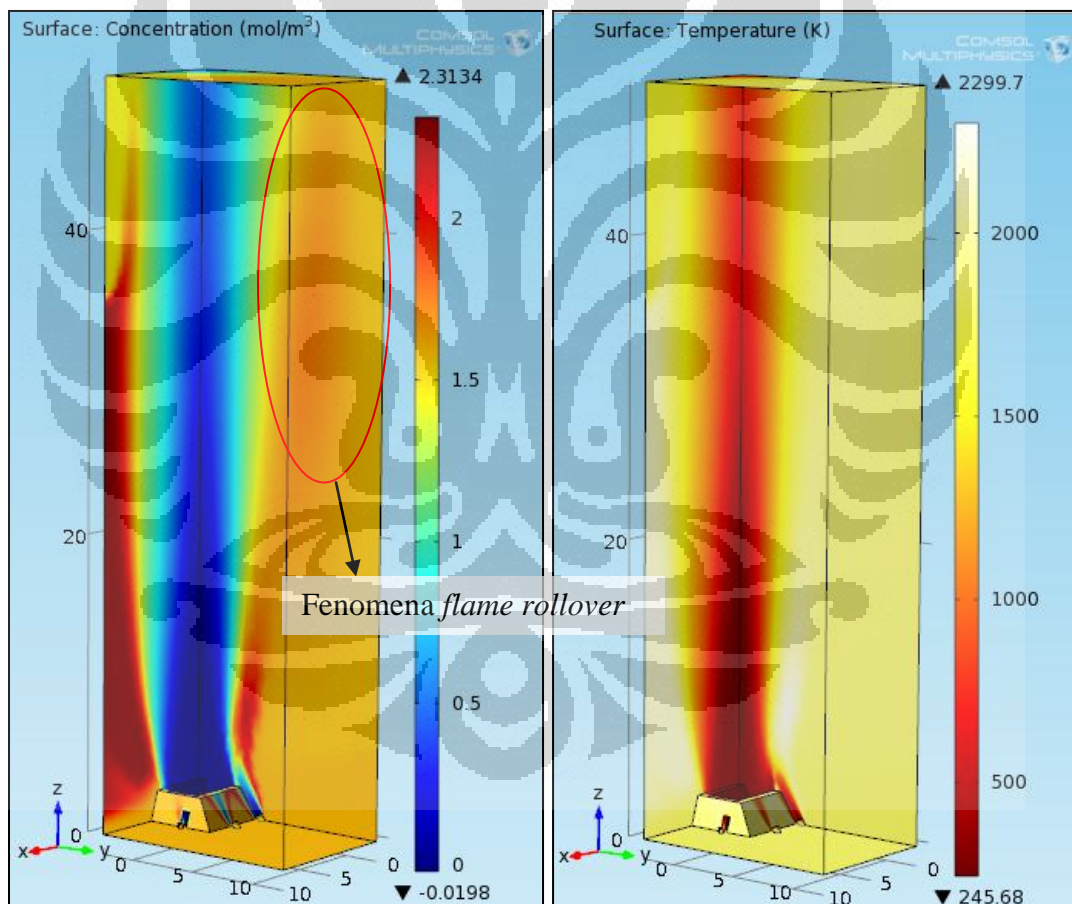 Surface: Concentration (mol/m³)
COMSOL
MULTIPHYSICS
▲ 2.3134
2
1.5
1
0.5
0
▼ -0.0198
40
20
0
z
x
y
0
5
10
10
5
0
Fenomena flame rollover
Surface: Temperature (K)
COMSOL
MULTIPHYSICS
▲ 2299.7
2000
1500
1000
500
▼ 245.68
40
20
0
z
x
y
0
5
10
10
5
0